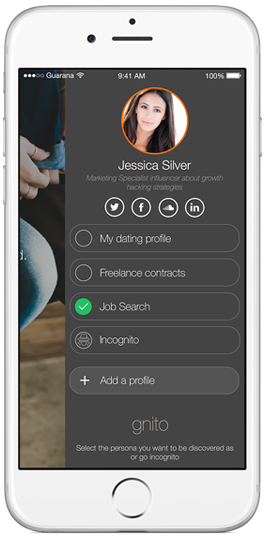 ●●●○○ Guarana 9:41 AM 100%
Jessica Silver
Marketing Specialist influencer about growth
hacking strategies
My dating profile
Freelance contracts
Job Search
Incognito
+ Add a profile
gnito
Select the persona you want to be discovered as
or go incognito